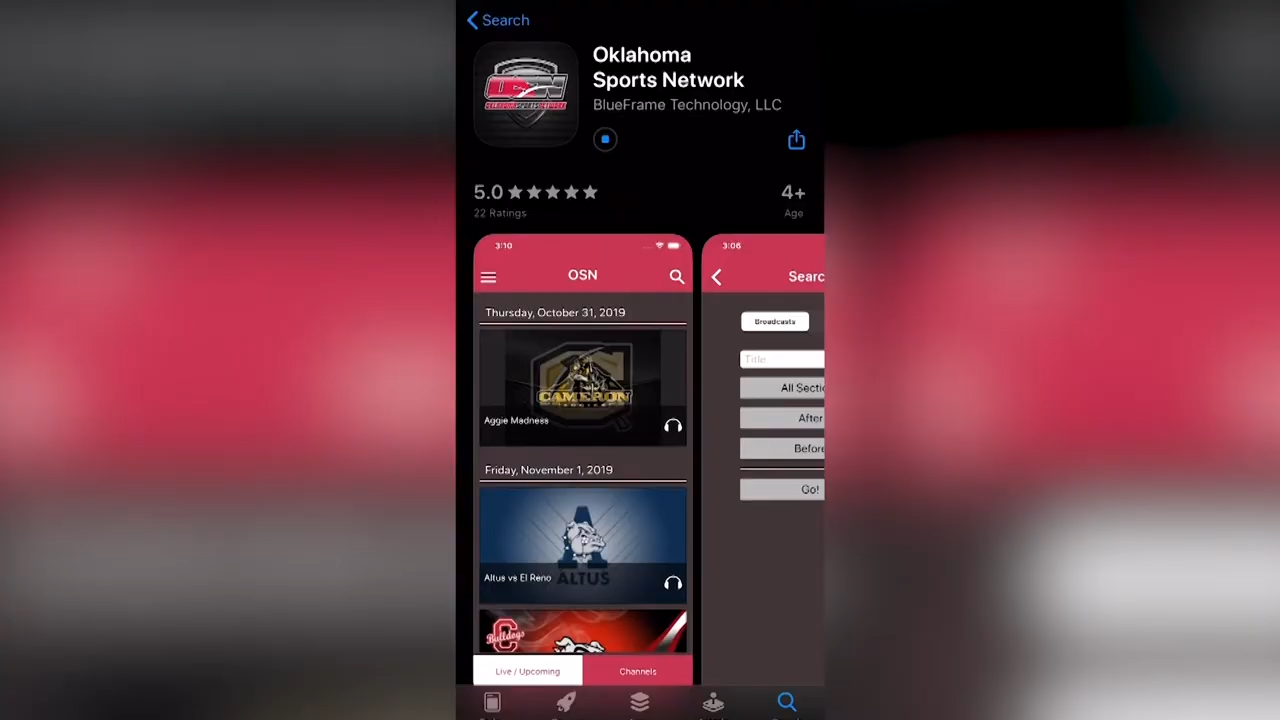 Search
Oklahoma
Sports Network
BlueFrame Technology, LLC
5.0
22 Ratings
4+
Age
3:10
OSN
Thursday, October 31, 2019
CAMERON
Aggie Madness
Friday, November 1, 2019
Altus vs El Reno
ALTUS
Bulldogs
Live / Upcoming
Channels
3:06
Searc
Broadcasts
Title
All Secti
After
Before
Go!